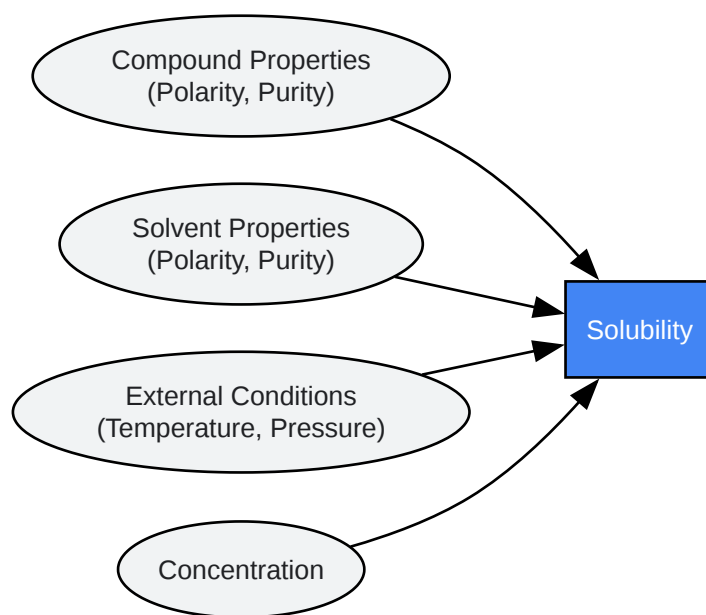 Compound Properties
(Polarity, Purity)
Solvent Properties
(Polarity, Purity)
Solubility
External Conditions
(Temperature, Pressure)
Concentration